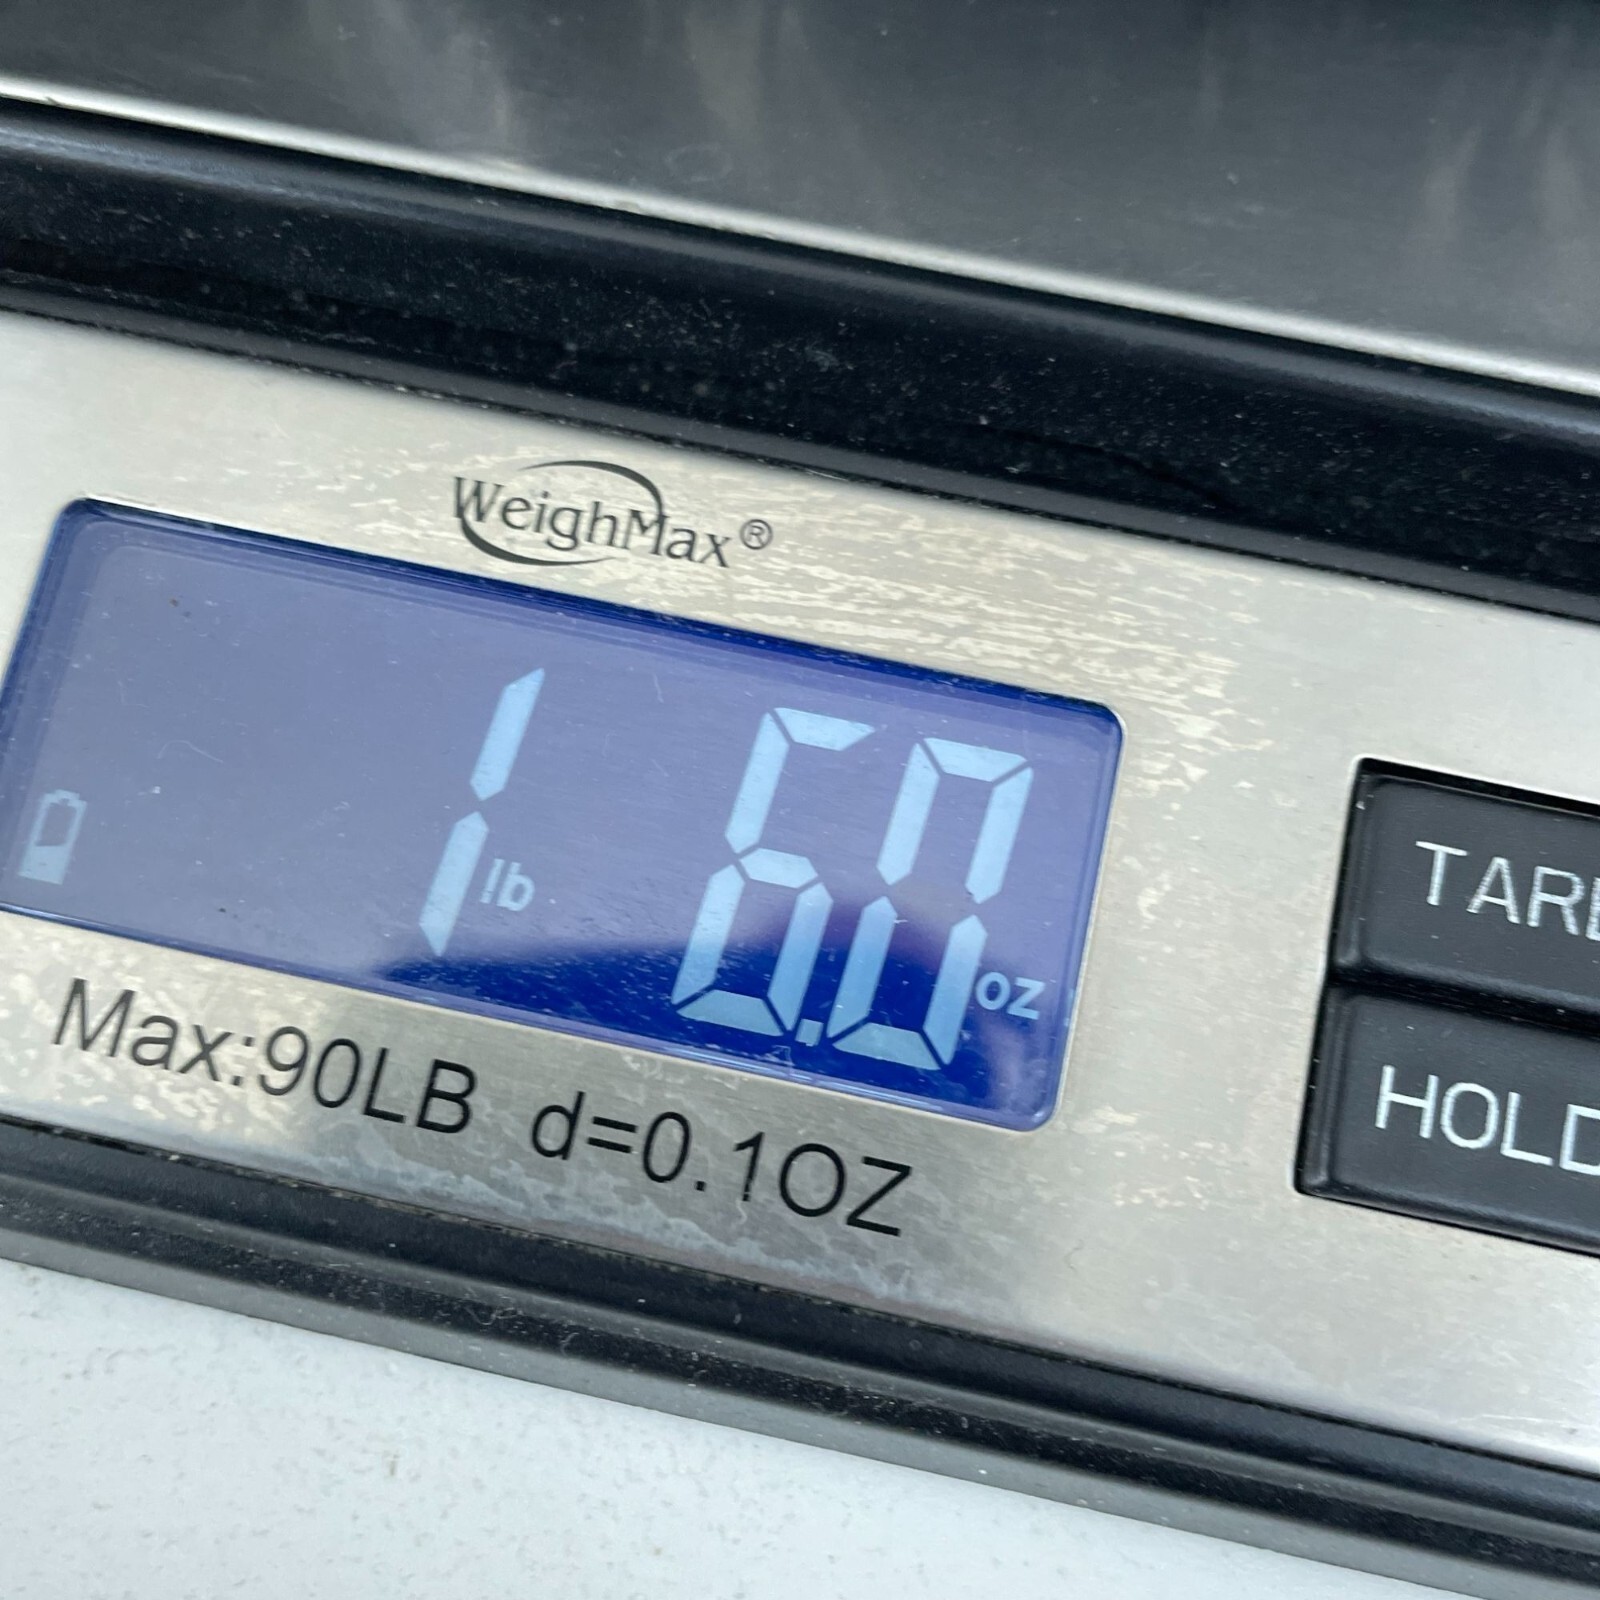 WeighMax®
1 lb 6.0 oz
Max:90LB d=0.1OZ
TARE
HOLD